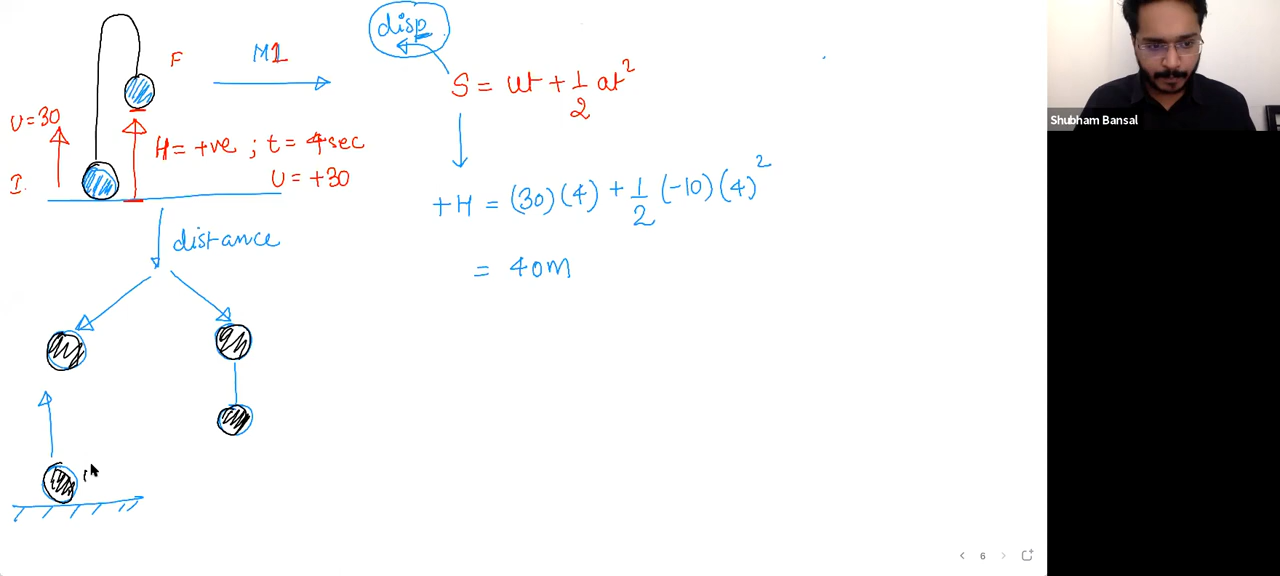 disp
M1
F
S = ut + 1/2 at²
U = 30
H = +ve ; t = 4 sec
I.
U = +30
+H = (30)(4) + 1/2 (-10)(4)²
distance
= 40m
Shubham Bansal
6